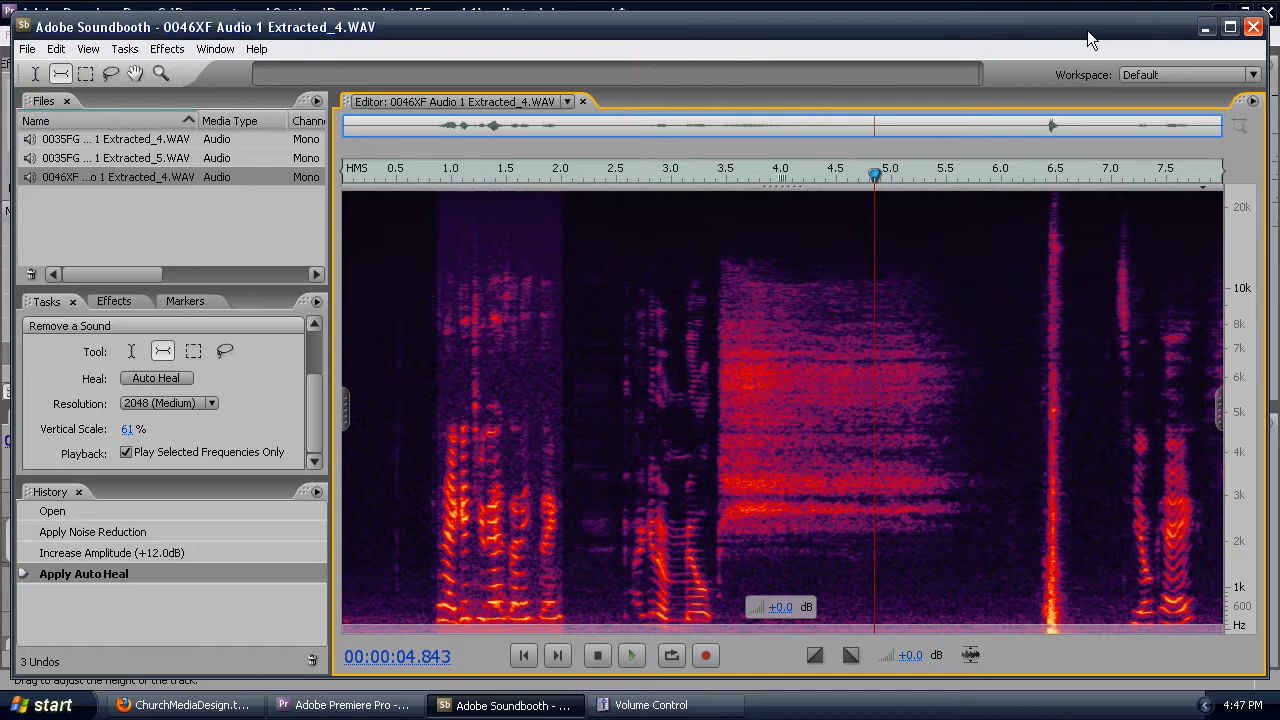 Adobe Soundbooth - 0046XF Audio 1 Extracted_4.WAV
File Edit View Tasks Effects Window Help
Workspace: Default
Files
Editor: 0046XF Audio 1 Extracted_4.WAV
Name Media Type Channe
0035FG ... 1 Extracted_4.WAV Audio Mono
0035FG ... 1 Extracted_5.WAV Audio Mono
0046XF ...o 1 Extracted_4.WAV Audio Mono
HMS 0.5 1.0 1.5 2.0 2.5 3.0 3.5 4.0 4.5 5.0 5.5 6.0 6.5 7.0 7.5
20k
10k
8k
7k
6k
5k
4k
3k
2k
1k
600
Hz
Tasks Effects Markers
Remove a Sound
Tool:
Heal: Auto Heal
Resolution: 2048 (Medium)
Vertical Scale: 61 %
Playback: Play Selected Frequencies Only
History
Open
Apply Noise Reduction
Increase Amplitude (+12.0dB)
Apply Auto Heal
3 Undos
+0.0 dB
00:00:04.843
+0.0 dB
Drag to adjust the height of the track.
start
ChurchMediaDesign.t...
Adobe Premiere Pro -...
Adobe Soundbooth - ...
Volume Control
4:47 PM